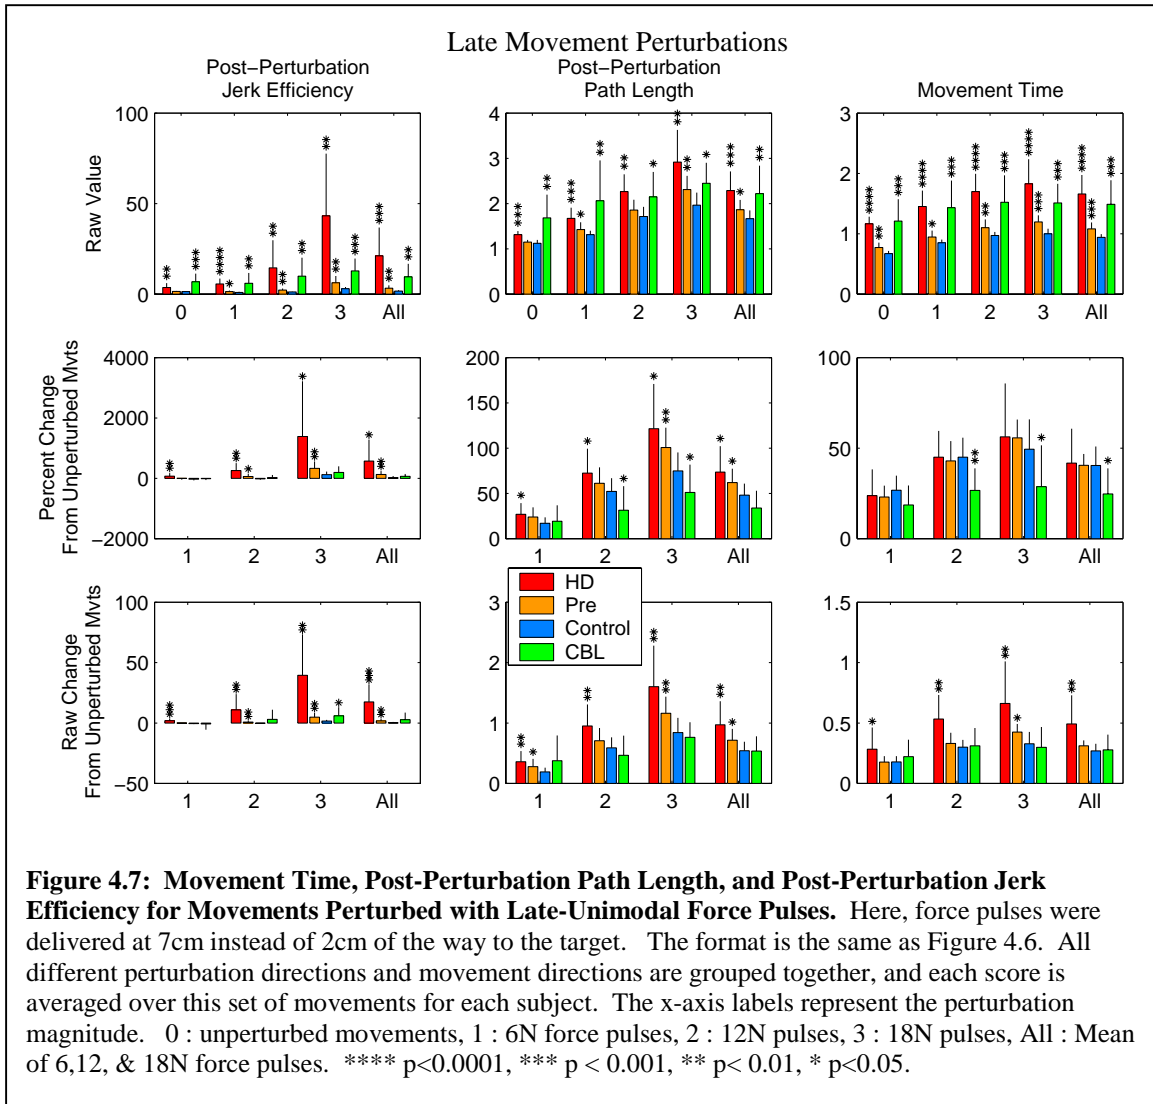 Late Movement Perturbations
Post-Perturbation
Jerk Efficiency
Post-Perturbation
Path Length
Movement Time
Raw Value
100
50
0
0 1 2 3 All
** *** **** * ** ** ** ** ** *** *** ** **
4
3
2
1
0
0 1 2 3 All
*** ** *** * ** ** * ** ** * *** * **
3
2
1
0
0 1 2 3 All
**** ** *** **** * *** **** ** *** **** *** *** **** *** ***
Percent Change
From Unperturbed Mvts
4000
2000
0
-2000
1 2 3 All
** ** * * ** * **
200
150
100
50
0
1 2 3 All
* * * * ** * * *
100
50
0
1 2 3 All
** * *
Raw Change
From Unperturbed Mvts
100
50
0
-50
1 2 3 All
*** ** ** ** ** * *** **
3
2
1
0
1 2 3 All
** * ** ** ** ** *
HD
Pre
Control
CBL
1.5
1
0.5
0
1 2 3 All
* ** ** * **
Figure 4.7: Movement Time, Post-Perturbation Path Length, and Post-Perturbation Jerk
Efficiency for Movements Perturbed with Late-Unimodal Force Pulses. Here, force pulses were
delivered at 7cm instead of 2cm of the way to the target. The format is the same as Figure 4.6. All
different perturbation directions and movement directions are grouped together, and each score is
averaged over this set of movements for each subject. The x-axis labels represent the perturbation
magnitude. 0 : unperturbed movements, 1 : 6N force pulses, 2 : 12N pulses, 3 : 18N pulses, All : Mean
of 6,12, & 18N force pulses. **** p<0.0001, *** p < 0.001, ** p< 0.01, * p<0.05.